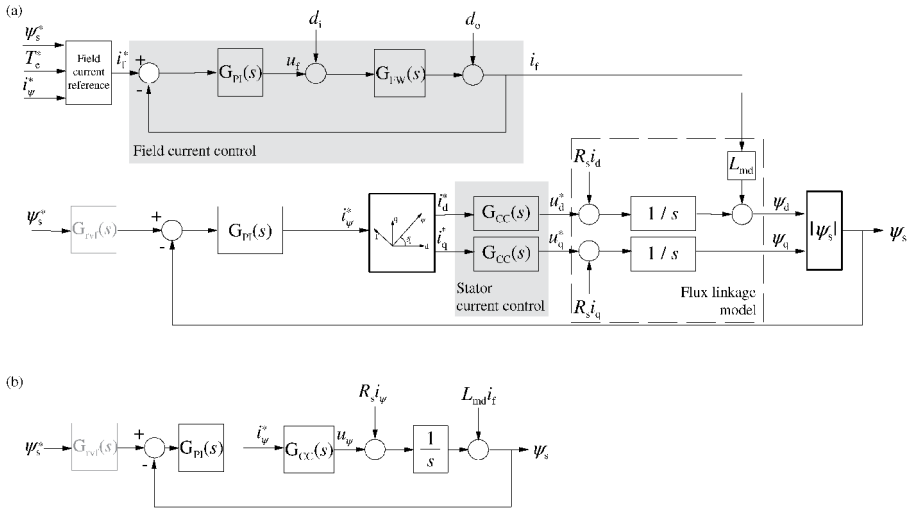 (a)
ψs*
Te*
iψ*
Field
current
reference
if*
+
-
GPI(s)
uf
di
GFW(s)
do
if
Field current control
ψs*
Grvf(s)
+
-
GPI(s)
iψ*
q
ψ
d
id*
iq*
GCC(s)
GCC(s)
Stator
current control
ud*
uq*
Rsid
Rsiq
1 / s
1 / s
Lmd
ψd
ψq
Flux linkage
model
|ψs|
ψs
(b)
ψs*
Grvf(s)
+
-
GPI(s)
iψ*
GCC(s)
uψ
Rsiψ
1
s
Lmdif
ψs